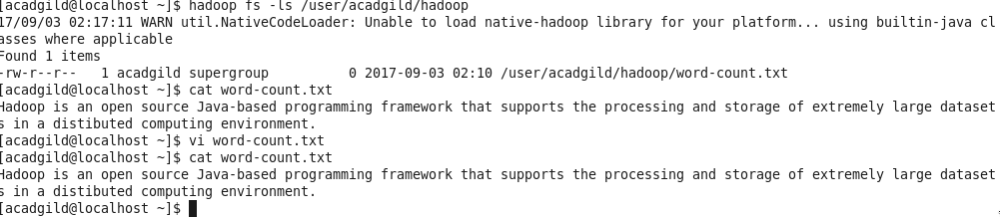 [acadgild@localhost ~]$ hadoop fs -ls /user/acadgild/hadoop
17/09/03 02:17:11 WARN util.NativeCodeLoader: Unable to load native-hadoop library for your platform... using builtin-java cl
asses where applicable
Found 1 items
-rw-r--r--   1 acadgild supergroup          0 2017-09-03 02:10 /user/acadgild/hadoop/word-count.txt
[acadgild@localhost ~]$ cat word-count.txt
Hadoop is an open source Java-based programming framework that supports the processing and storage of extremely large dataset
s in a distibuted computing environment.
[acadgild@localhost ~]$ vi word-count.txt
[acadgild@localhost ~]$ cat word-count.txt
Hadoop is an open source Java-based programming framework that supports the processing and storage of extremely large dataset
s in a distibuted computing environment.
[acadgild@localhost ~]$